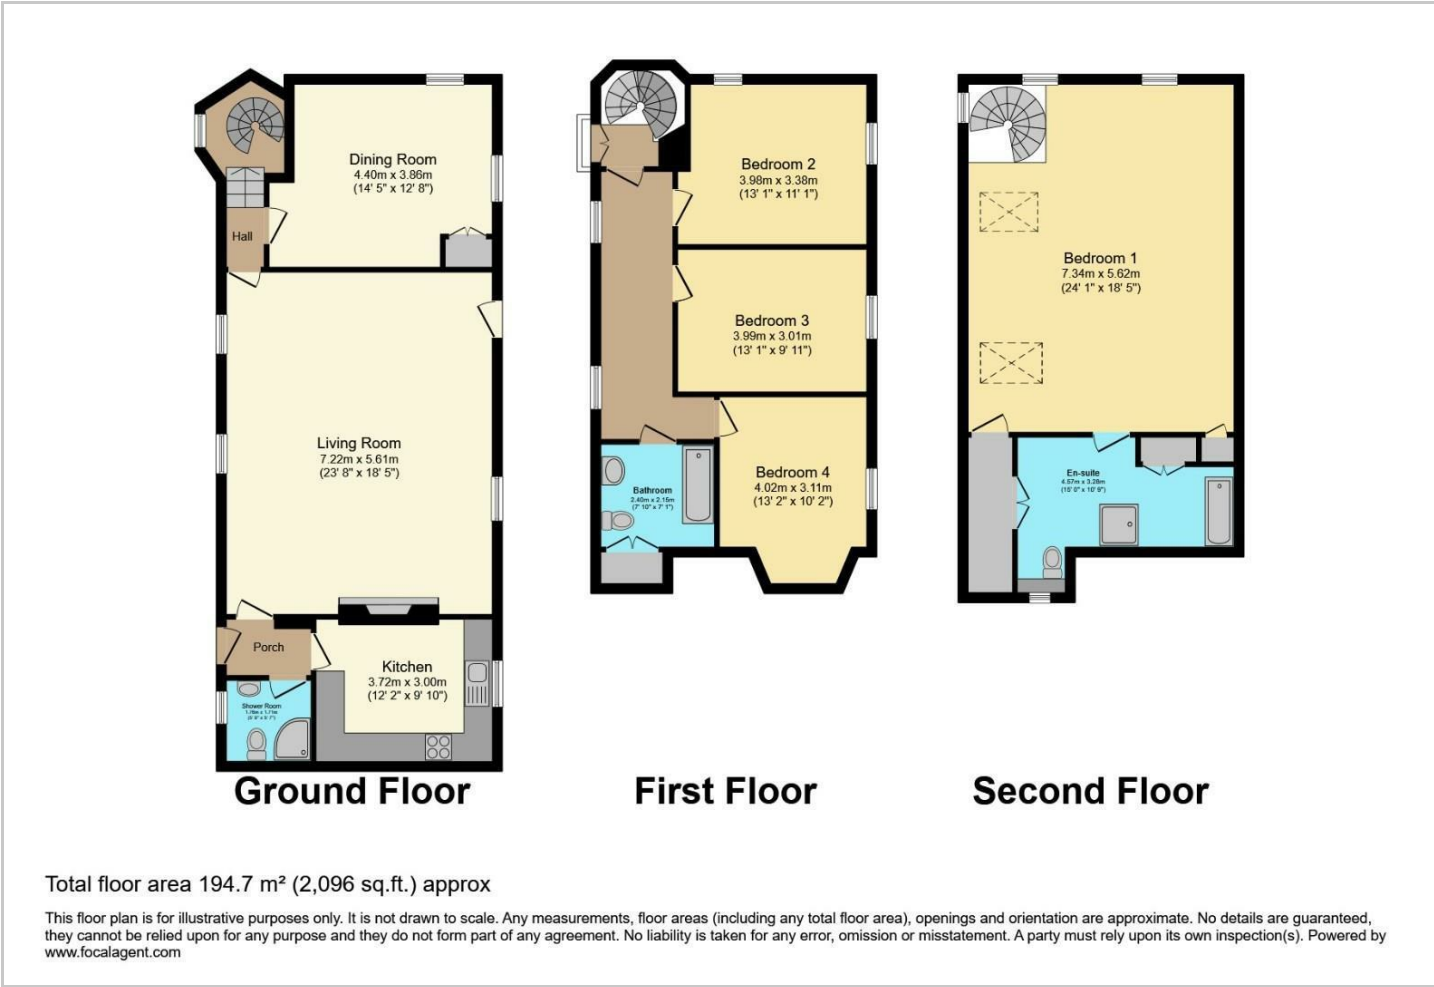 Dining Room
4.40m x 3.86m
(14' 5" x 12' 8")
Hall
Living Room
7.22m x 5.61m
(23' 8" x 18' 5")
Porch
Kitchen
3.72m x 3.00m
(12' 2" x 9' 10")
Shower Room
Ground Floor
Bedroom 2
3.98m x 3.38m
(13' 1" x 11' 1")
Bedroom 3
3.99m x 3.01m
(13' 1" x 9' 11")
Bedroom 4
4.02m x 3.11m
(13' 2" x 10' 2")
Bathroom
2.40m x 2.15m
(7' 10" x 7' 1")
First Floor
Bedroom 1
7.34m x 5.62m
(24' 1" x 18' 5")
En-suite
4.57m x 3.28m
(15' 0" x 10' 9")
Second Floor
Total floor area 194.7 m² (2,096 sq.ft.) approx
This floor plan is for illustrative purposes only. It is not drawn to scale. Any measurements, floor areas (including any total floor area), openings and orientation are approximate. No details are guaranteed,
they cannot be relied upon for any purpose and they do not form part of any agreement. No liability is taken for any error, omission or misstatement. A party must rely upon its own inspection(s). Powered by
www.focalagent.com